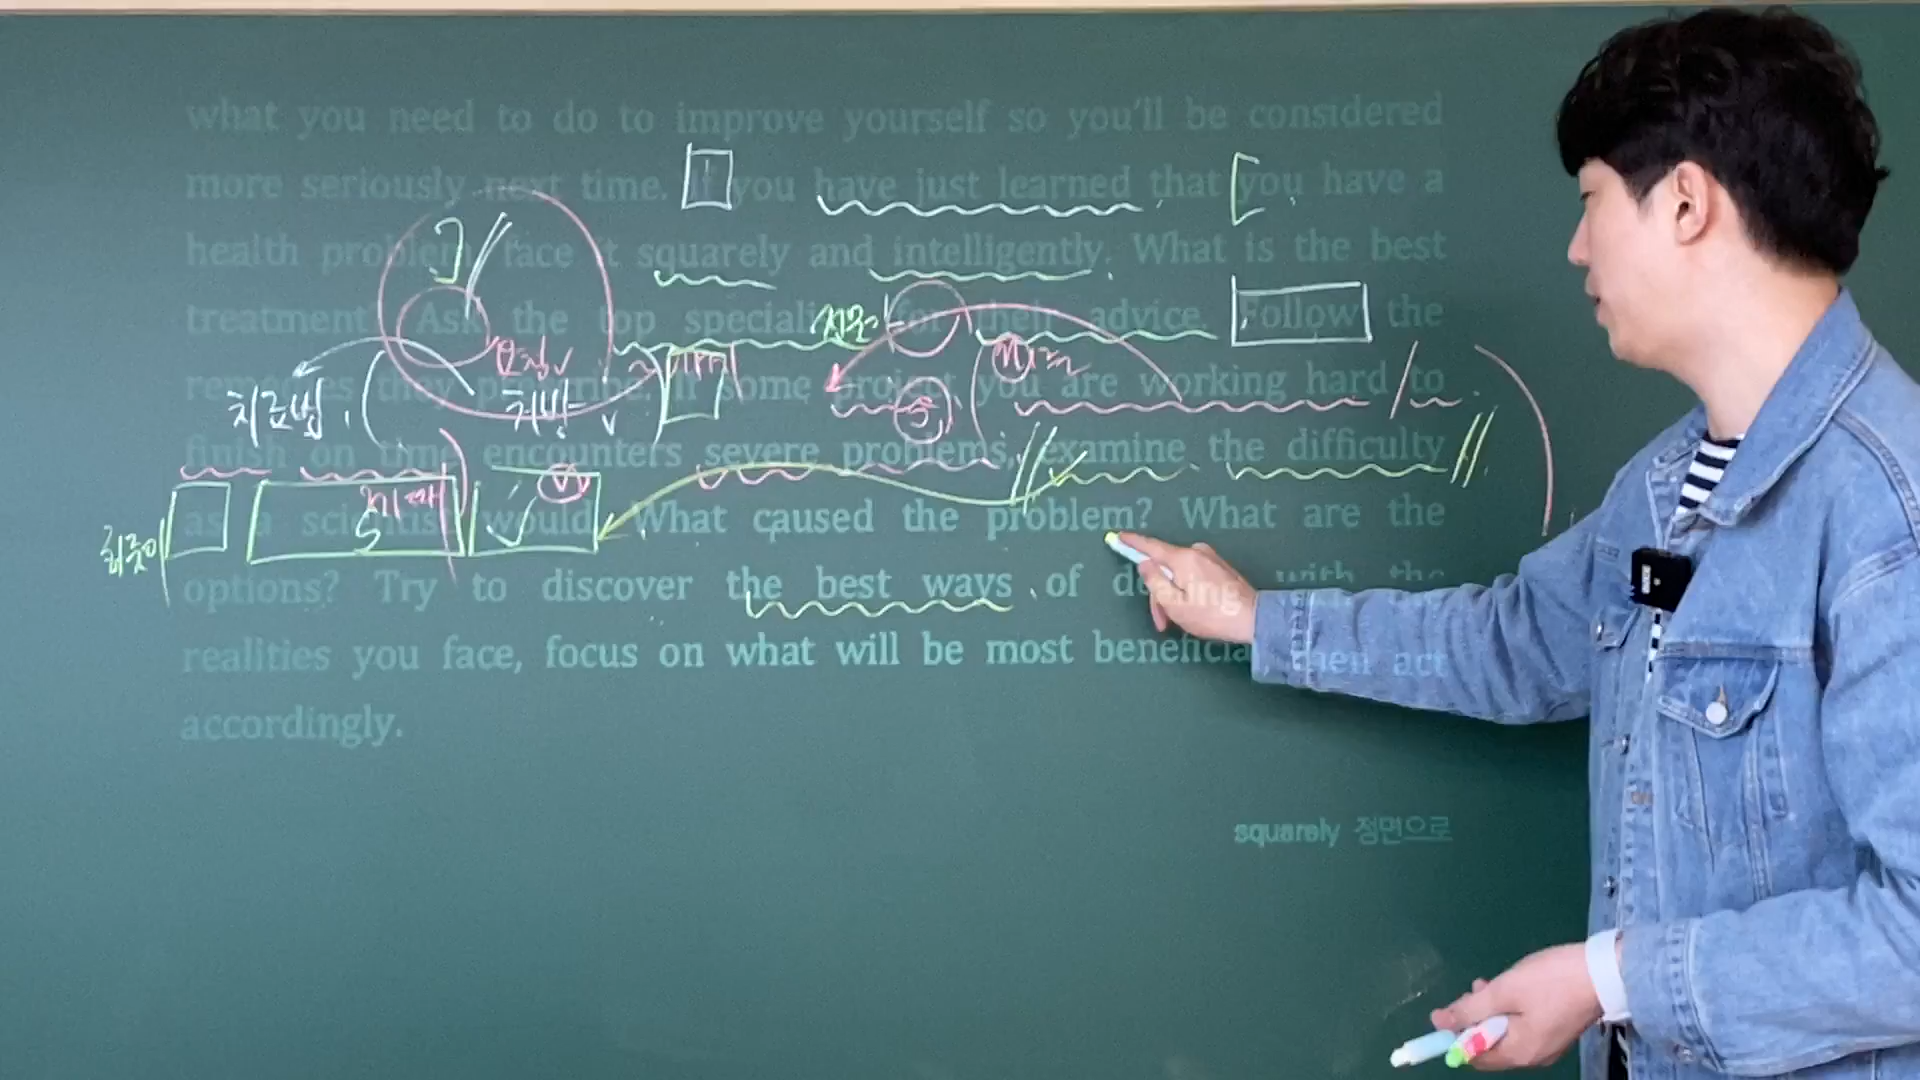 what you need to do to improve yourself so you'll be considered
more seriously next time. If you have just learned that you have a
health problem, face it squarely and intelligently. What is the best
treatment? Ask the top specialists for their advice. Follow the
지원
요청
remedies they prescribe. If some project you are working hard to
치료법
처방
finish on time encounters severe problems, examine the difficulty
as a scientist would. What caused the problem? What are the
options? Try to discover the best ways of dealing with the
realities you face, focus on what will be most beneficial, then act
accordingly.
squarely 정면으로